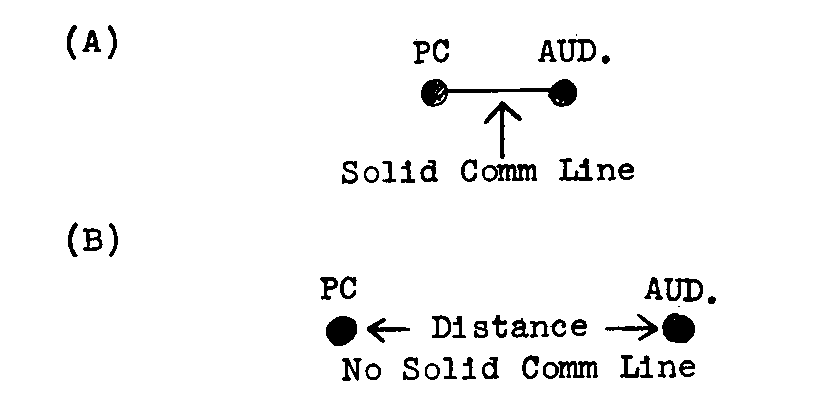 (A)
PC AUD.
Solid Comm Line
(B)
PC AUD.
Distance
No Solid Comm Line